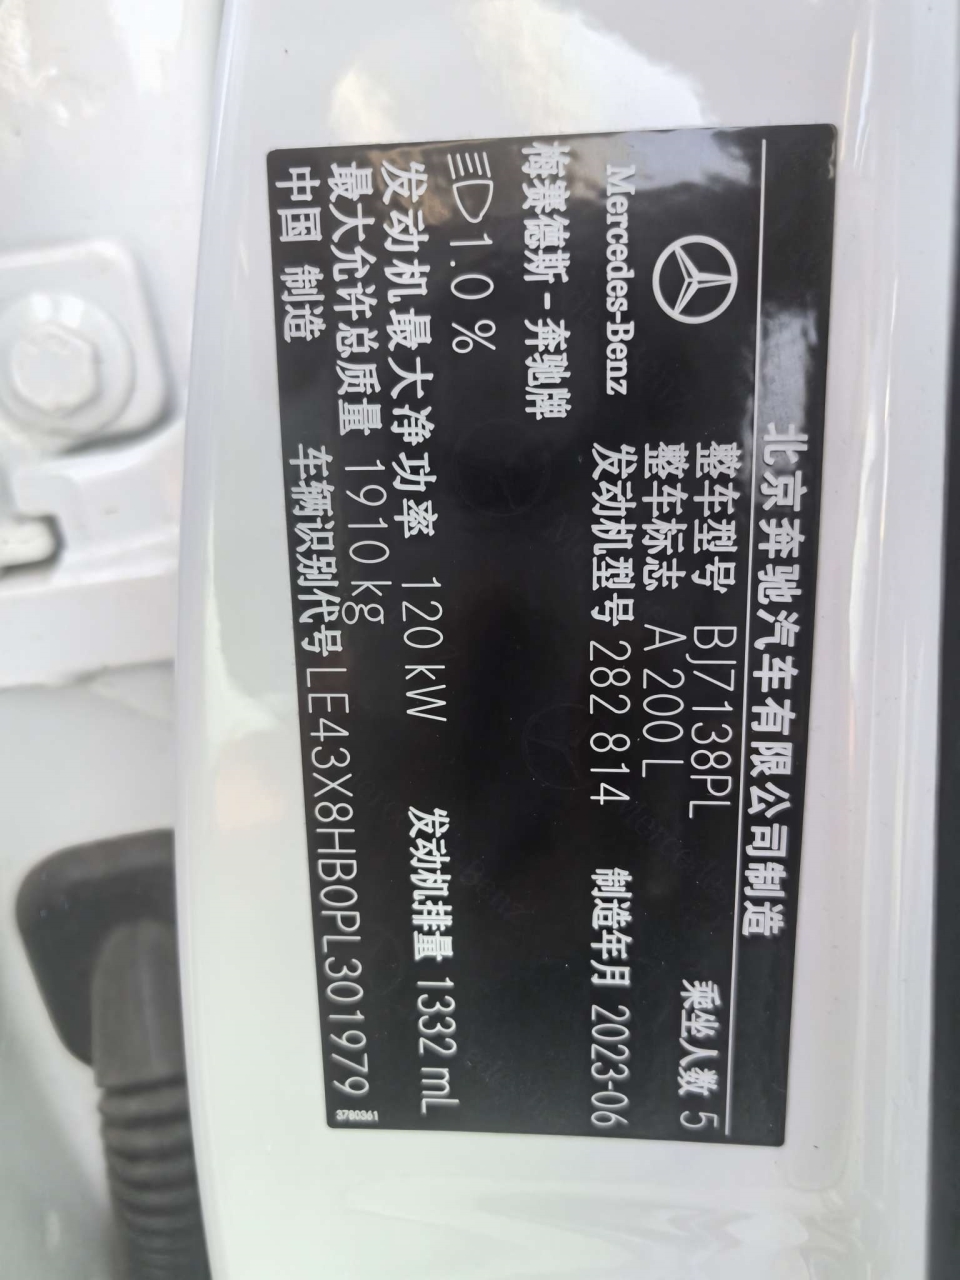 北京奔驰汽车有限公司制造
整车型号 BJ7138PL 乘坐人数 5
整车标志 A 200 L
Mercedes-Benz 发动机型号 282 814 制造年月 2023-06
梅赛德斯-奔驰牌
1.0 %
发动机最大净功率 120 kW 发动机排量 1332 mL
最大允许总质量 1910 kg
中国 制造 车辆识别代号 LE43X8HB0PL301979
3780361